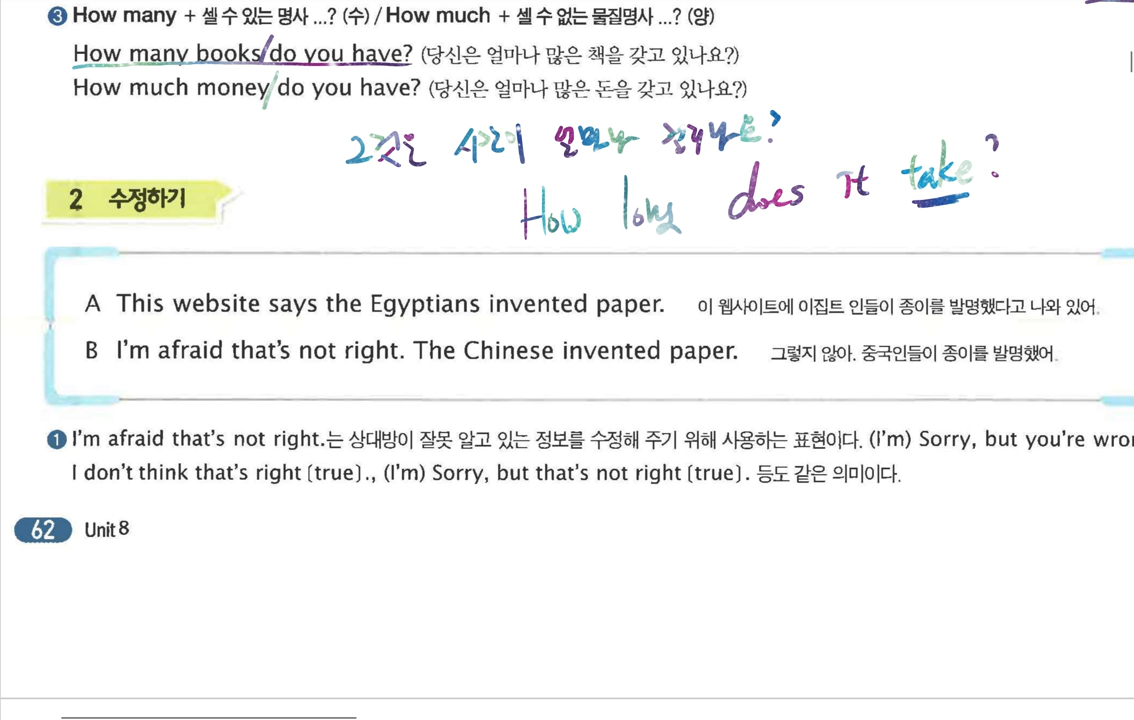 ❸ How many + 셀 수 있는 명사 ...? (수) / How much + 셀 수 없는 물질명사 ...? (양)
How many books/do you have? (당신은 얼마나 많은 책을 갖고 있나요?)
How much money/do you have? (당신은 얼마나 많은 돈을 갖고 있나요?)
그것은 시간이 얼마나 걸리나요?
How long does it take?
2 수정하기
A This website says the Egyptians invented paper. 이 웹사이트에 이집트 인들이 종이를 발명했다고 나와 있어.
B I'm afraid that's not right. The Chinese invented paper. 그렇지 않아. 중국인들이 종이를 발명했어.
❶ I'm afraid that's not right.는 상대방이 잘못 알고 있는 정보를 수정해 주기 위해 사용하는 표현이다. (I'm) Sorry, but you're wro
I don't think that's right (true)., (I'm) Sorry, but that's not right (true). 등도 같은 의미이다.
62 Unit 8